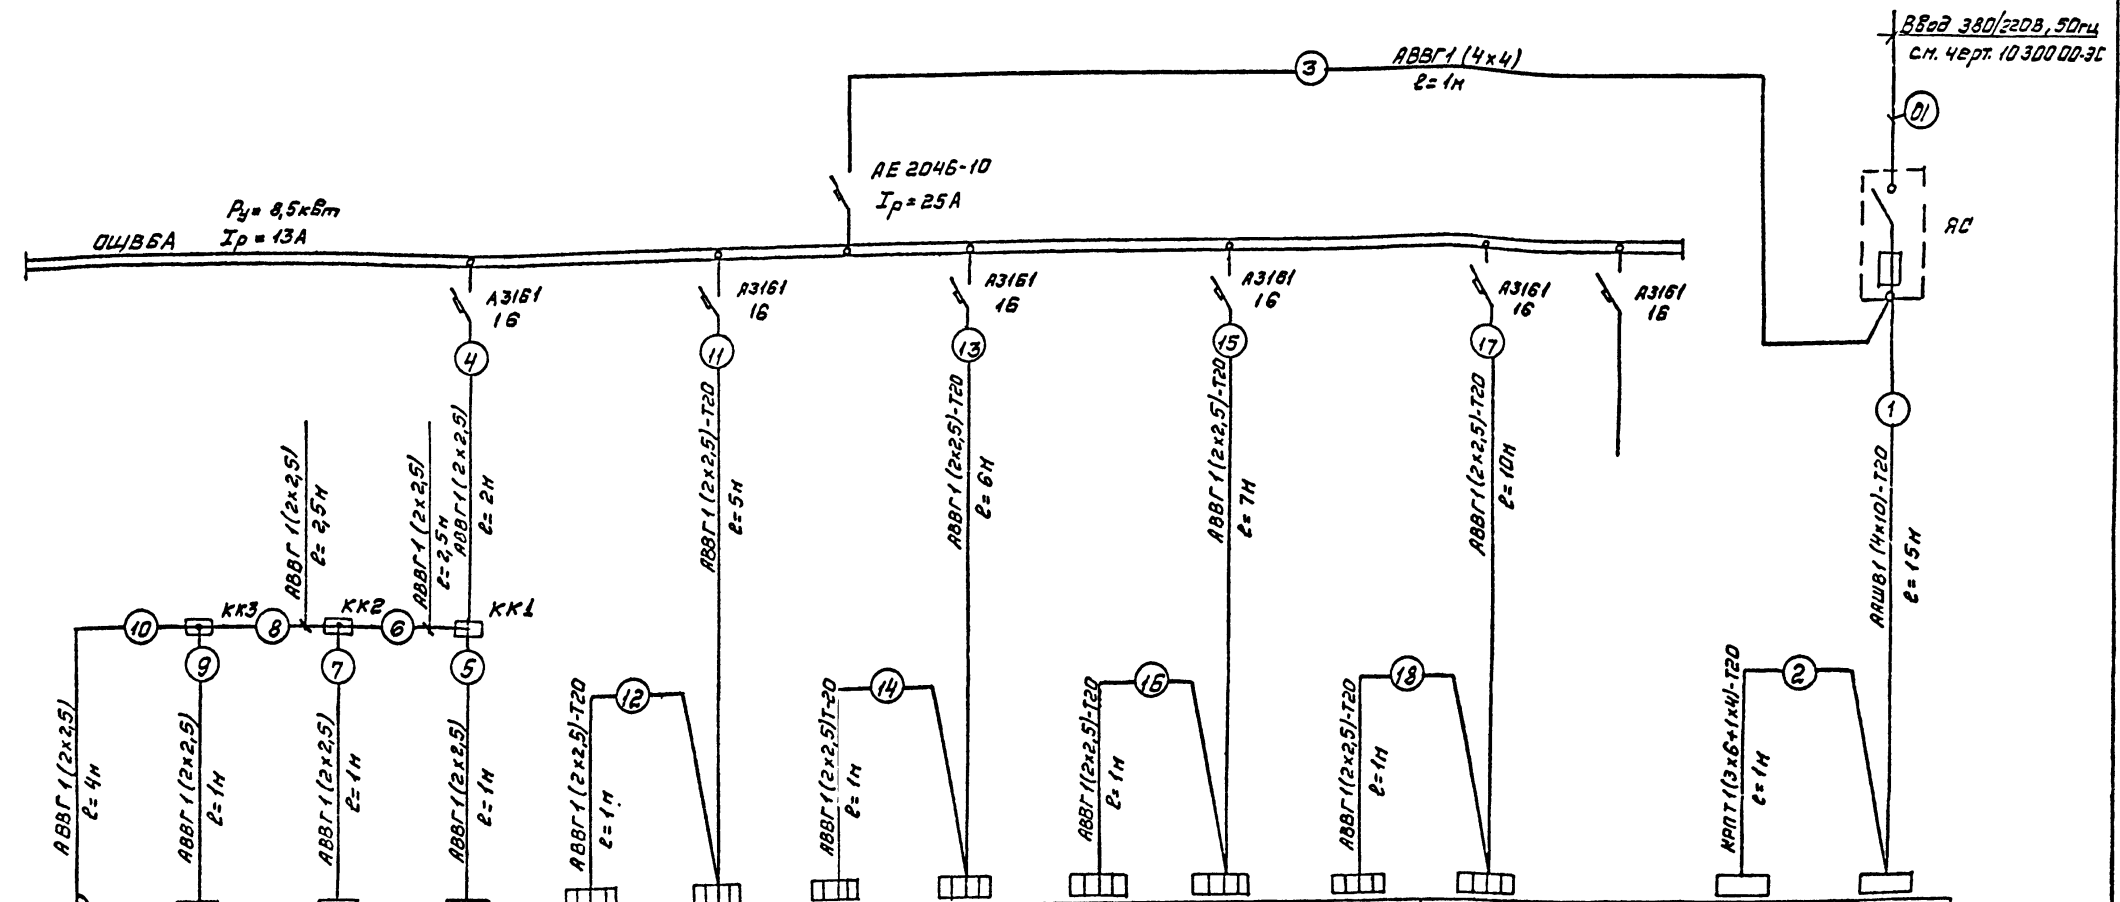 Ввод 380/220В, 50гц
см. черт. 1030000-ЭС
3
АВВГ1 (4х4)
ℓ=1м
01
АЕ 2046-10
Iр=25А
ЯС
Ру= 8,5кВт
Iр = 13А
ОЩВ6А
А3161
16
А3161
16
А3161
16
А3161
16
А3161
16
А3161
16
4
11
13
15
17
1
АВВГ1 (2х2,5)
ℓ= 2,5м
АВВГ1 (2х2,5)
ℓ=2,5м
АВВГ1 (2х2,5)
ℓ=2м
АВВГ1 (2х2,5)-Т20
ℓ=5м
АВВГ1 (2х2,5)-Т20
ℓ=6м
АВВГ1 (2х2,5)-Т20
ℓ=7м
АВВГ1 (2х2,5)-Т20
ℓ=10м
ААШВ1 (4х10)-Т20
ℓ=15м
10
КК3
8
КК2
6
КК1
9
7
5
12
14
16
18
2
АВВГ1 (2х2,5)
ℓ=4м
АВВГ1 (2х2,5)
ℓ=1м
АВВГ1 (2х2,5)
ℓ=1м
АВВГ1 (2х2,5)
ℓ=1м
АВВГ1 (2х2,5)-Т20
ℓ=1м
АВВГ1 (2х2,5)Т-20
ℓ=1м
АВВГ1 (2х2,5)-Т20
ℓ=1м
АВВГ1 (2х2,5)-Т20
ℓ=1м
КРПТ1 (3х6+1х4)-Т20
ℓ=1м